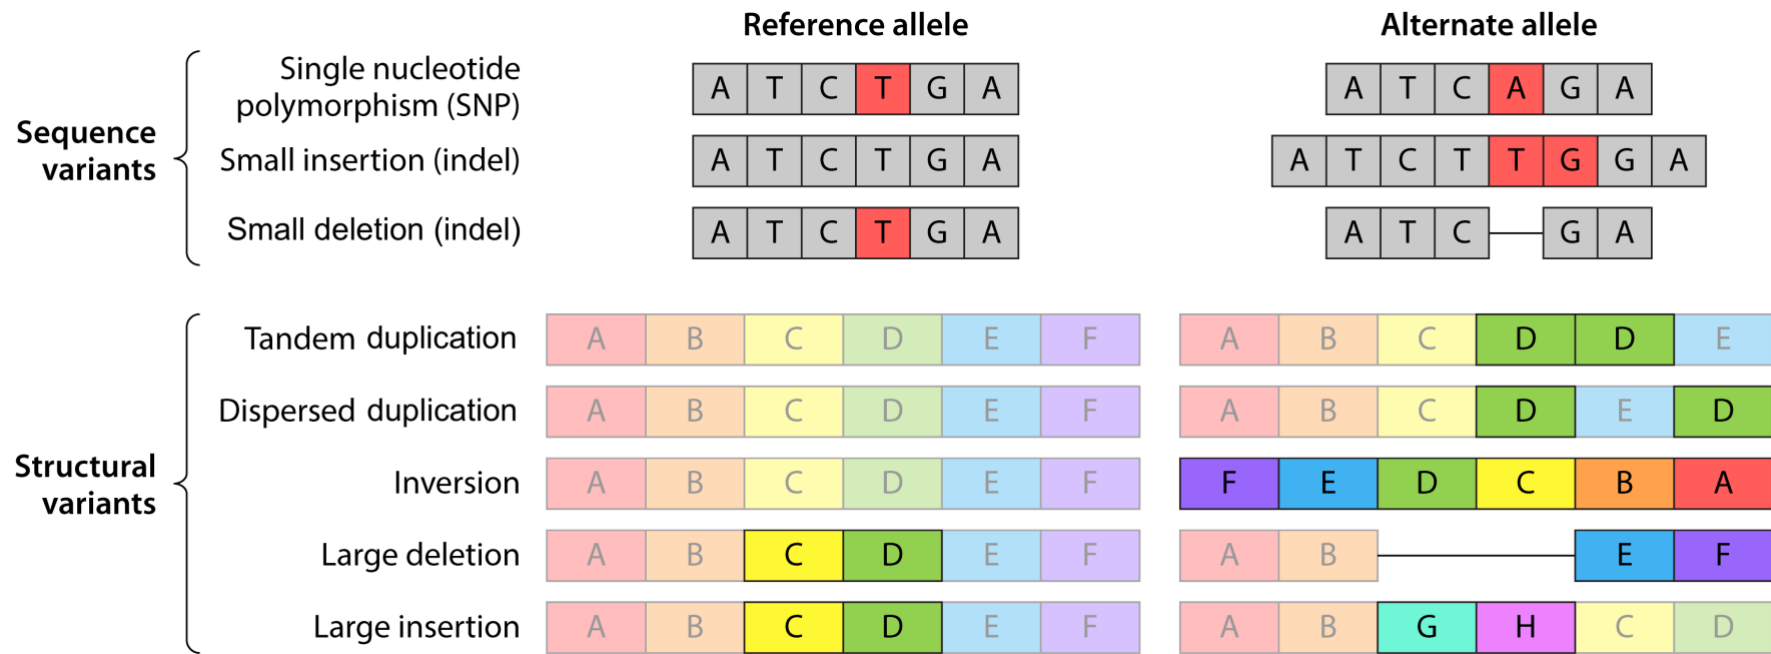 Reference allele
Alternate allele
Sequence
variants
Single nucleotide
polymorphism (SNP)
A T C T G A
A T C A G A
Small insertion (indel)
A T C T G A
A T C T T G G A
Small deletion (indel)
A T C T G A
A T C G A
Structural
variants
Tandem duplication
A B C D E F
A B C D D E
Dispersed duplication
A B C D E F
A B C D E D
Inversion
A B C D E F
F E D C B A
Large deletion
A B C D E F
A B E F
Large insertion
A B C D E F
A B G H C D